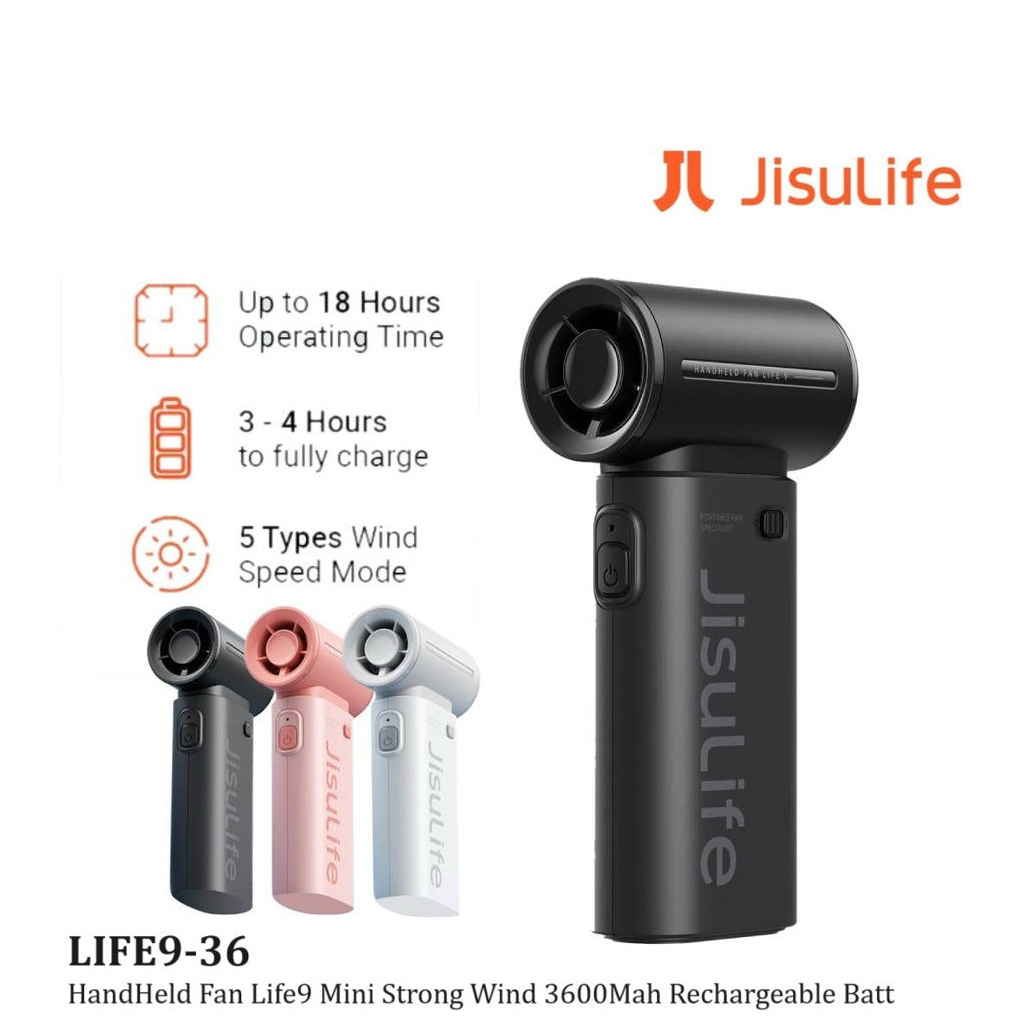 JisuLife
Up to 18 Hours
Operating Time
HANDHELD FAN LIFE 9
3 - 4 Hours
to fully charge
PORTABLE FAN
SPECIALIST
5 Types Wind
Speed Mode
JisuLife
JisuLife
JisuLife
JisuLife
LIFE9-36
HandHeld Fan Life9 Mini Strong Wind 3600Mah Rechargeable Batt